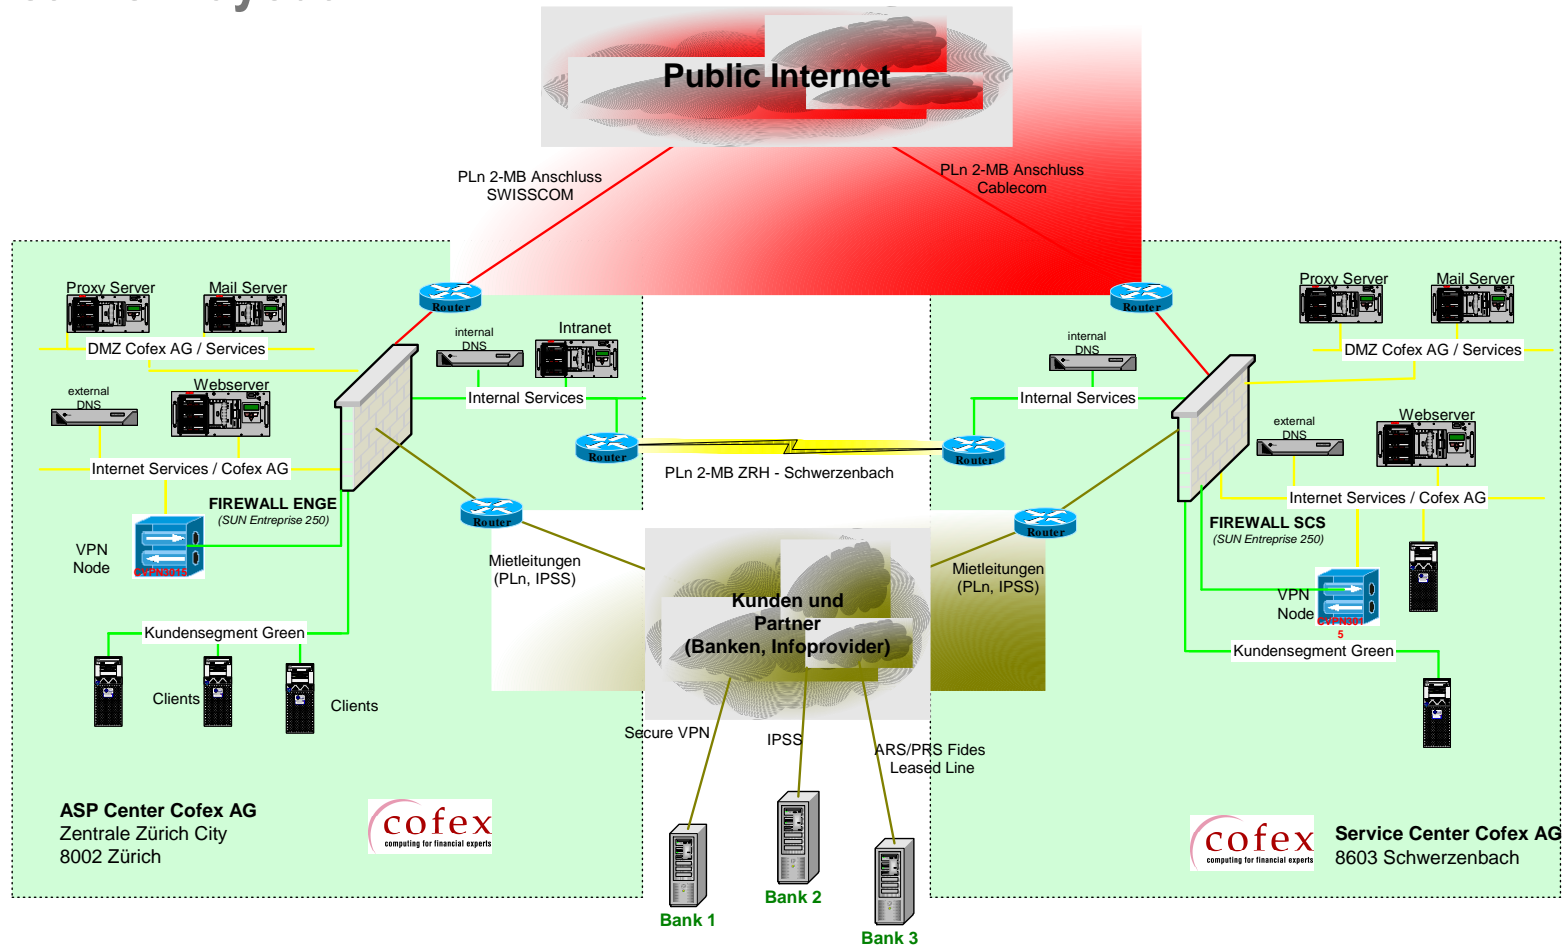 Public Internet
PLn 2-MB Anschluss
SWISSCOM
PLn 2-MB Anschluss
Cablecom
Proxy Server
Mail Server
Router
DMZ Cofex AG / Services
internal
DNS
Intranet
Internal Services
external
DNS
Webserver
Internet Services / Cofex AG
FIREWALL ENGE
(SUN Entreprise 250)
VPN
Node
CVPN3015
Router
Router
PLn 2-MB ZRH - Schwerzenbach
Mietleitungen
(PLn, IPSS)
Kundensegment Green
Clients
Clients
ASP Center Cofex AG
Zentrale Zürich City
8002 Zürich
cofex
computing for financial experts
Kunden und
Partner
(Banken, Infoprovider)
Secure VPN
IPSS
ARS/PRS Fides
Leased Line
Bank 1
Bank 2
Bank 3
Router
Proxy Server
Mail Server
DMZ Cofex AG / Services
internal
DNS
Internal Services
Router
Router
Mietleitungen
(PLn, IPSS)
external
DNS
Webserver
Internet Services / Cofex AG
FIREWALL SCS
(SUN Entreprise 250)
VPN
Node
CVPN301
5
Kundensegment Green
cofex
computing for financial experts
Service Center Cofex AG
8603 Schwerzenbach